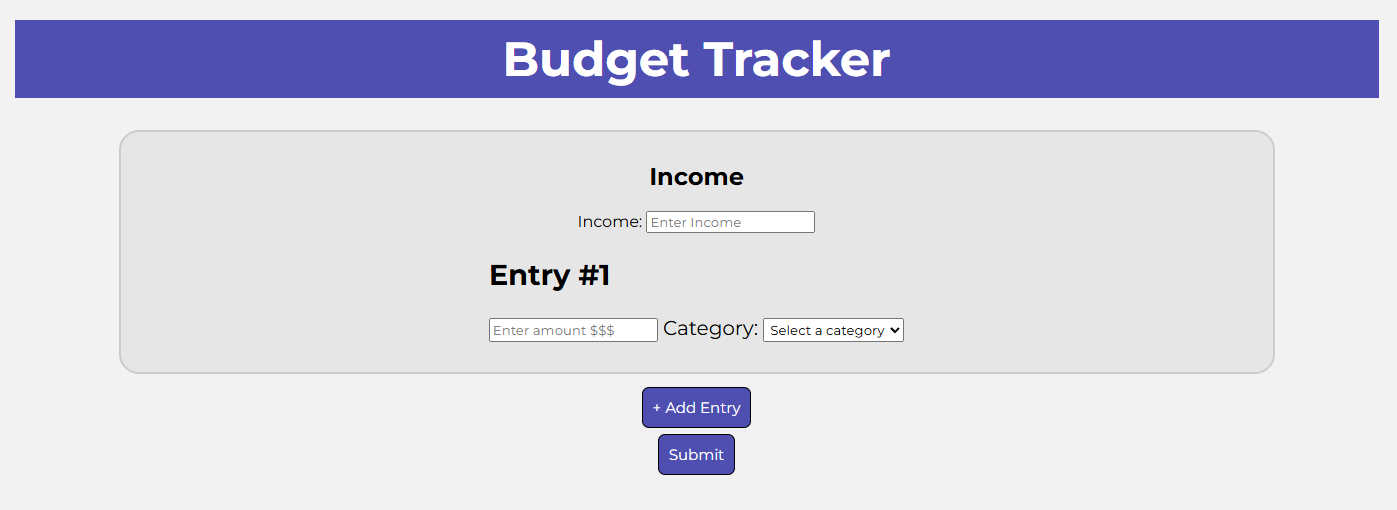 Budget Tracker
Income
Income: Enter Income
Entry #1
Enter amount $$$ Category: Select a category
+ Add Entry
Submit